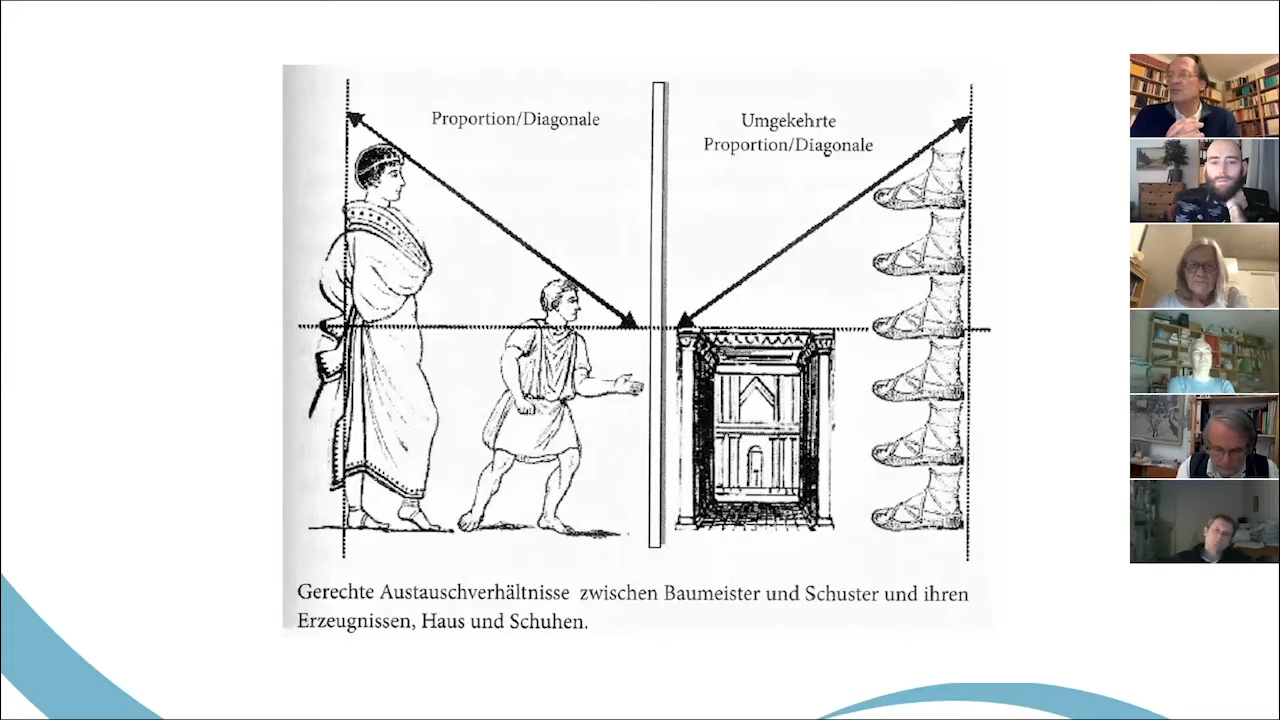 Proportion/Diagonale
Umgekehrte
Proportion/Diagonale
Gerechte Austauschverhältnisse zwischen Baumeister und Schuster und ihren
Erzeugnissen, Haus und Schuhen.